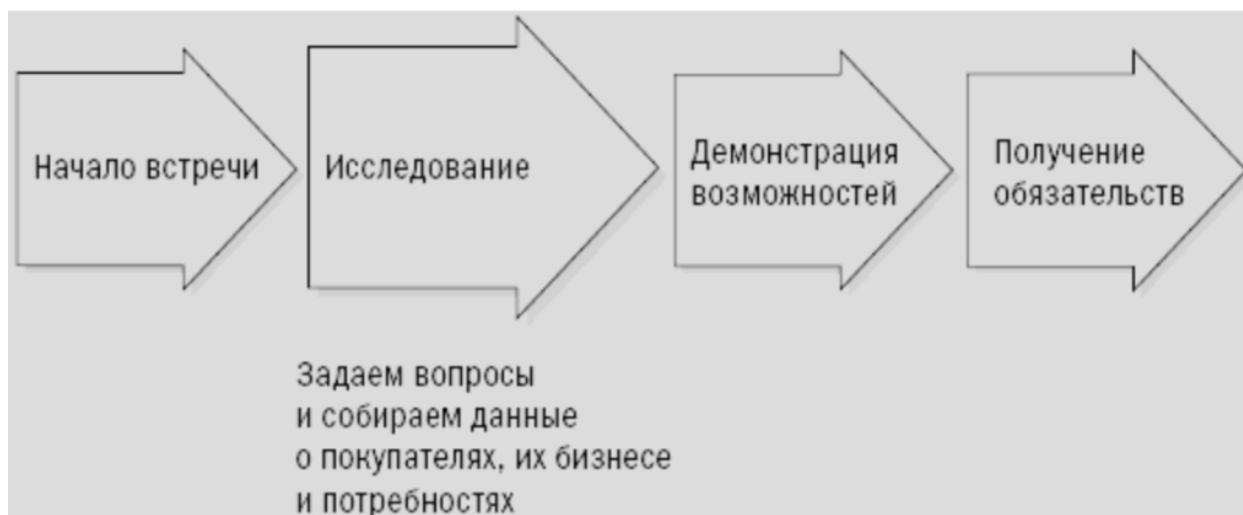 Начало встречи
Исследование
Демонстрация
возможностей
Получение
обязательств
Задаем вопросы
и собираем данные
о покупателях, их бизнесе
и потребностях